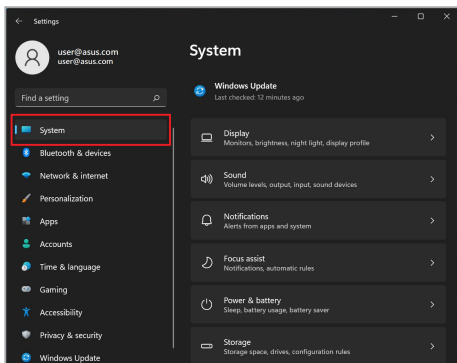 Settings
user@asus.com
user@asus.com
Find a setting
System
Bluetooth & devices
Network & internet
Personalization
Apps
Accounts
Time & language
Gaming
Accessibility
Privacy & security
Windows Update
System
Windows Update
Last checked: 12 minutes ago
Display
Monitors, brightness, night light, display profile
Sound
Volume levels, output, input, sound devices
Notifications
Alerts from apps and system
Focus assist
Notifications, automatic rules
Power & battery
Sleep, battery usage, battery saver
Storage
Storage space, drives, configuration rules